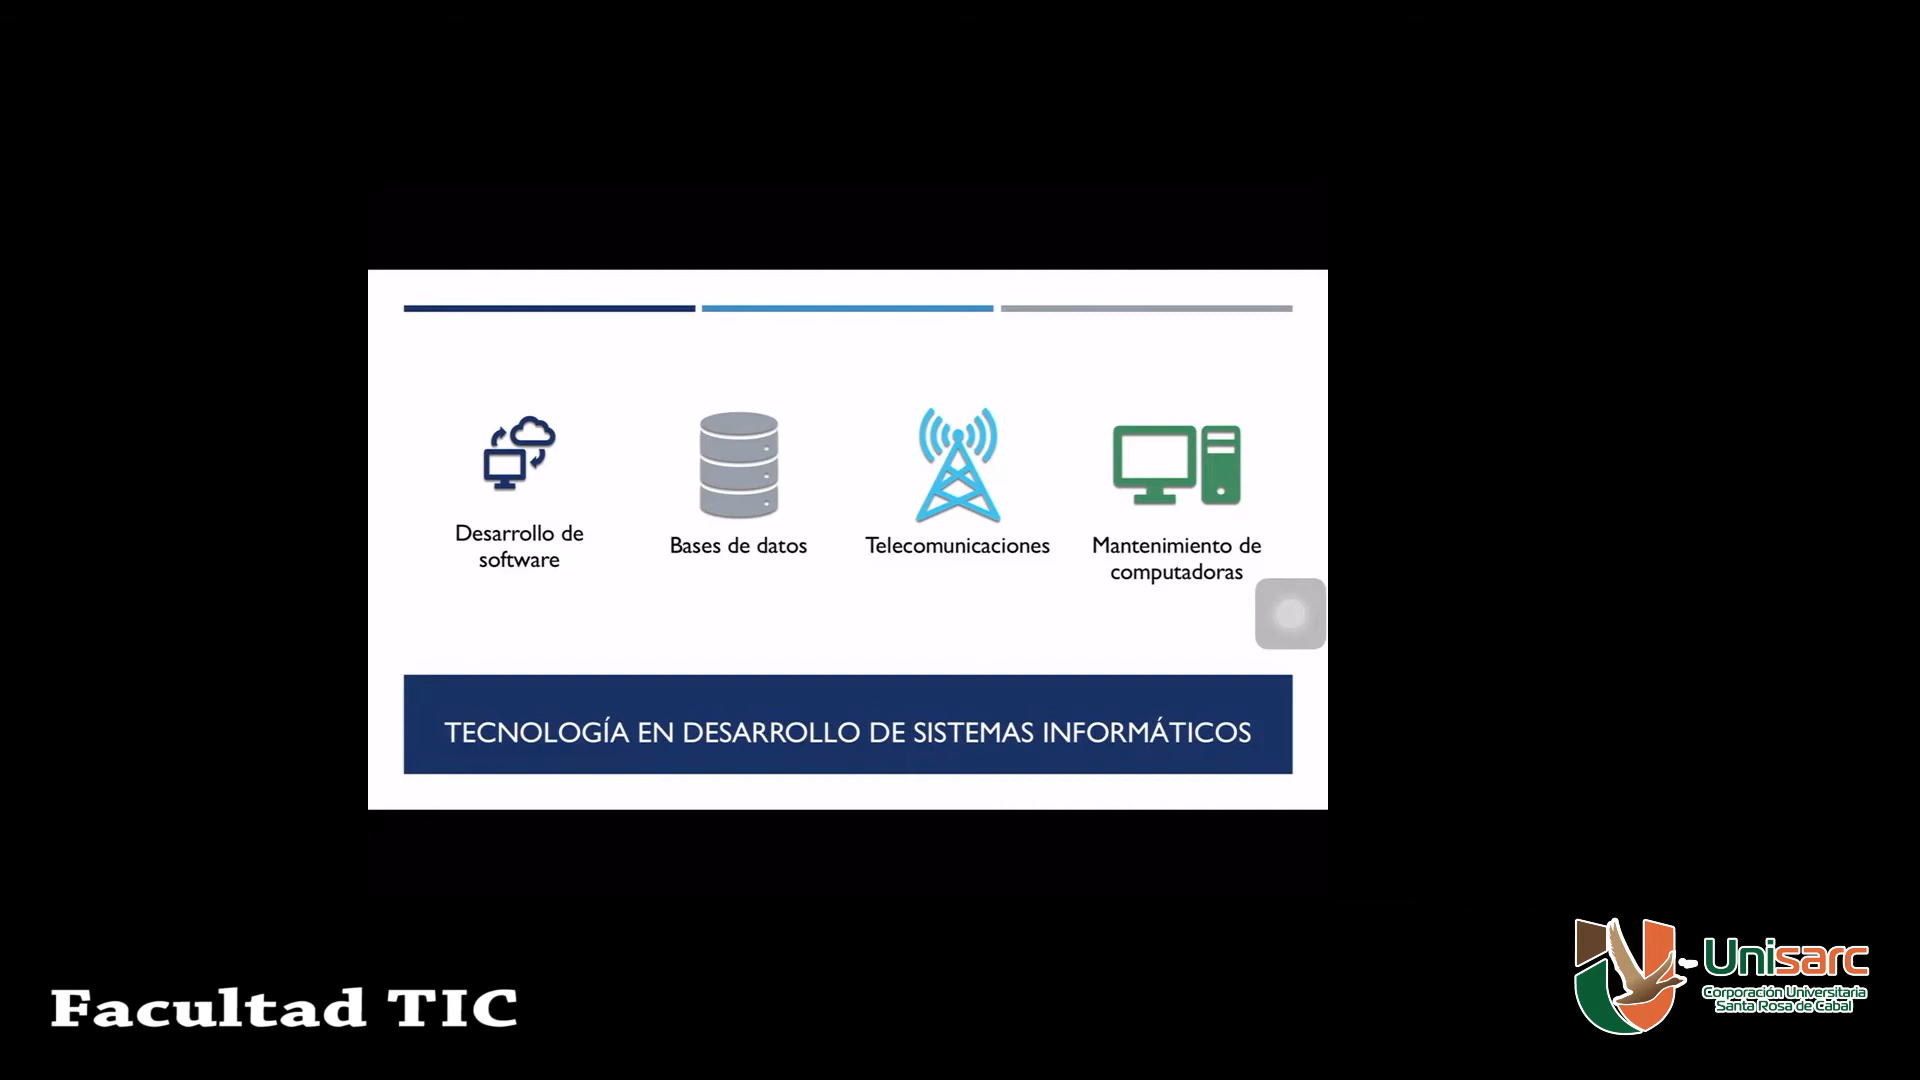 Desarrollo de
software
Bases de datos
Telecomunicaciones
Mantenimiento de
computadoras
TECNOLOGÍA EN DESARROLLO DE SISTEMAS INFORMÁTICOS
Facultad TIC
Unisarc
Corporación Universitaria
Santa Rosa de Cabal